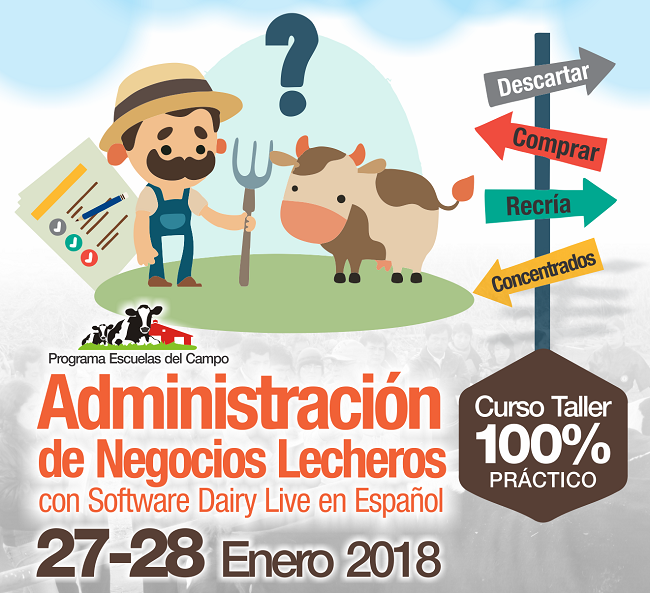 ?
Descartar
Comprar
Recría
Concentrados
Programa Escuelas del Campo
Administración
de Negocios Lecheros
con Software Dairy Live en Español
27-28 Enero 2018
Curso Taller
100%
PRÁCTICO